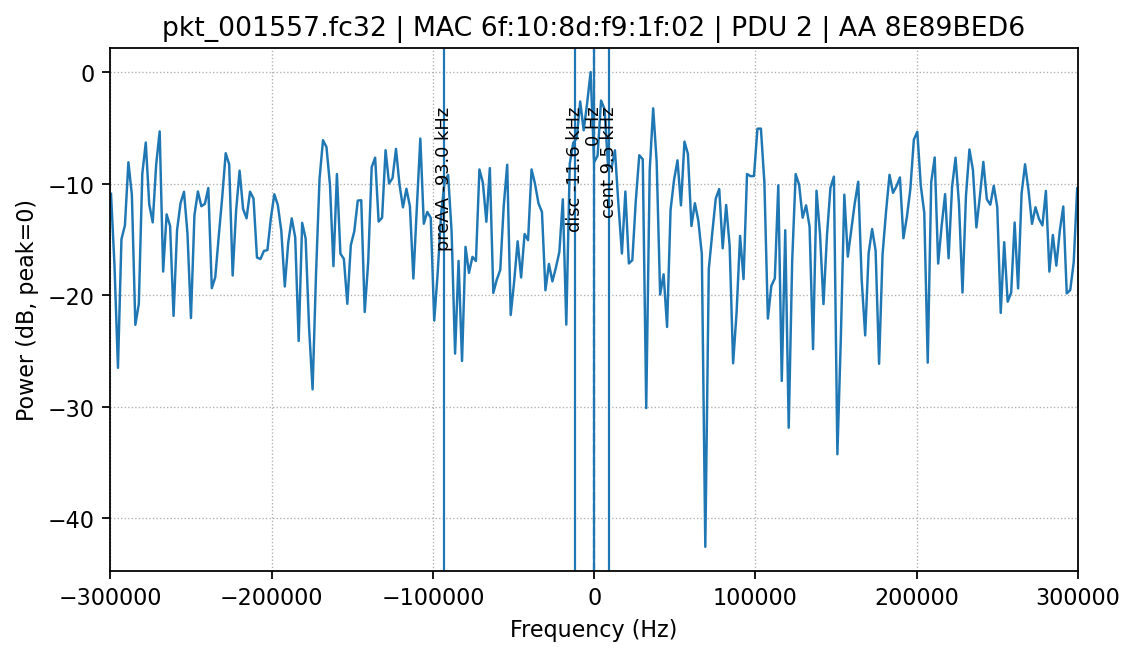 pkt_001557.fc32 | MAC 6f:10:8d:f9:1f:02 | PDU 2 | AA 8E89BED6
Power (dB, peak=0)
0
−10
−20
−30
−40
preAA -93.0 kHz
disc -11.6 kHz
0 Hz
cent 9.5 kHz
−300000
−200000
−100000
0
100000
200000
300000
Frequency (Hz)